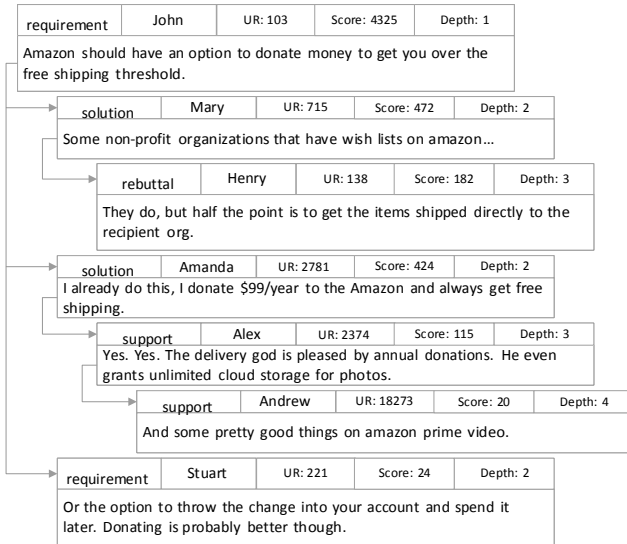 requirement John UR: 103 Score: 4325 Depth: 1
Amazon should have an option to donate money to get you over the
free shipping threshold.
solution Mary UR: 715 Score: 472 Depth: 2
Some non-profit organizations that have wish lists on amazon...
rebuttal Henry UR: 138 Score: 182 Depth: 3
They do, but half the point is to get the items shipped directly to the
recipient org.
solution Amanda UR: 2781 Score: 424 Depth: 2
I already do this, I donate $99/year to the Amazon and always get free
shipping.
support Alex UR: 2374 Score: 115 Depth: 3
Yes. Yes. The delivery god is pleased by annual donations. He even
grants unlimited cloud storage for photos.
support Andrew UR: 18273 Score: 20 Depth: 4
And some pretty good things on amazon prime video.
requirement Stuart UR: 221 Score: 24 Depth: 2
Or the option to throw the change into your account and spend it
later. Donating is probably better though.